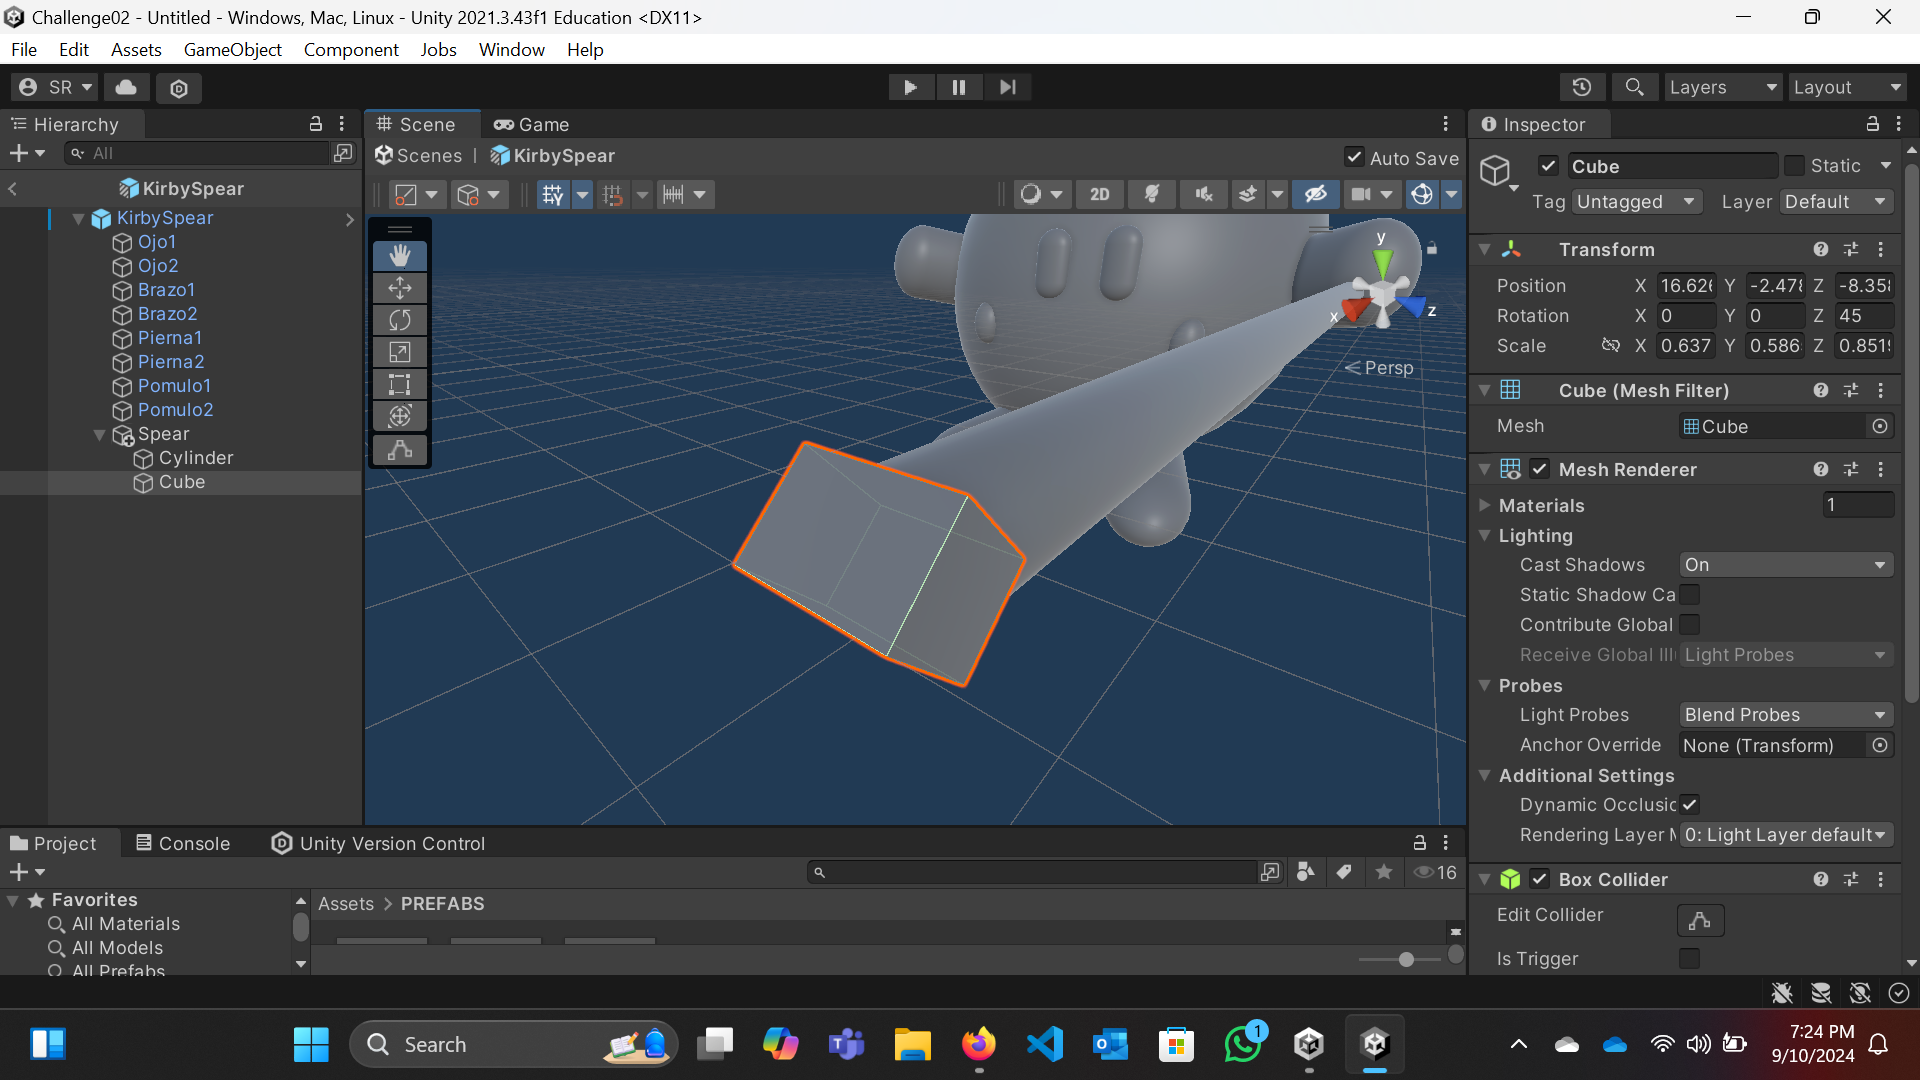 Challenge02 - Untitled - Windows, Mac, Linux - Unity 2021.3.43f1 Education <DX11>
File Edit Assets GameObject Component Jobs Window Help
SR
Layers
Layout
Hierarchy
All
KirbySpear
KirbySpear
Ojo1
Ojo2
Brazo1
Brazo2
Pierna1
Pierna2
Pomulo1
Pomulo2
Spear
Cylinder
Cube
Scene Game
Scenes | KirbySpear
Auto Save
2D
y
x
z
Persp
Inspector
Cube Static
Tag Untagged Layer Default
Transform
Position X 16.62 Y -2.47 Z -8.35
Rotation X 0 Y 0 Z 45
Scale X 0.637 Y 0.586 Z 0.851
Cube (Mesh Filter)
Mesh Cube
Mesh Renderer
Materials 1
Lighting
Cast Shadows On
Static Shadow Ca
Contribute Global
Receive Global Ill Light Probes
Probes
Light Probes Blend Probes
Anchor Override None (Transform)
Additional Settings
Dynamic Occlusic
Rendering Layer M 0: Light Layer default
Box Collider
Edit Collider
Is Trigger
Project Console Unity Version Control
16
Favorites
All Materials
All Models
All Prefabs
Assets > PREFABS
Search
1
7:24 PM
9/10/2024